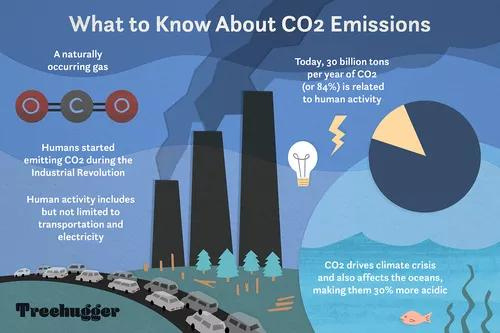 What to Know About CO2 Emissions
A naturally
occurring gas
O C O
Humans started
emitting CO2 during the
Industrial Revolution
Human activity includes
but not limited to
transportation and
electricity
Today, 30 billion tons
per year of CO2
(or 84%) is related
to human activity
CO2 drives climate crisis
and also affects the oceans,
making them 30% more acidic
Treehugger